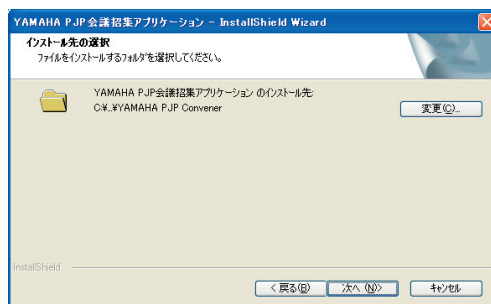 YAMAHA PJP会議招集アプリケーション - InstallShield Wizard
インストール先の選択
ファイルをインストールするフォルダを選択してください。
YAMAHA PJP会議招集アプリケーション のインストール先:
C:¥...¥YAMAHA PJP Convener
変更(C)...
InstallShield
< 戻る(B)
次へ (N)>
キャンセル